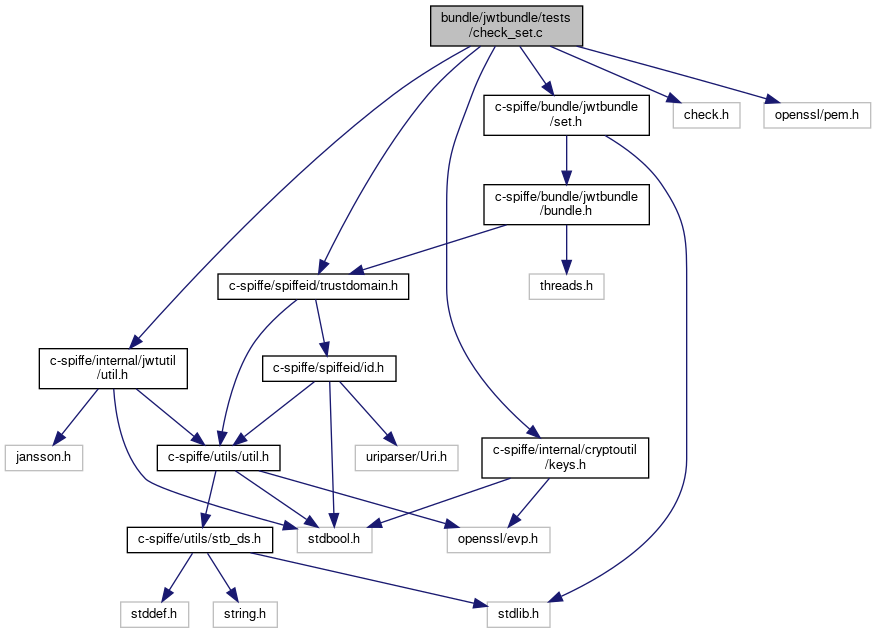 bundle/jwtbundle/tests
/check_set.c
c-spiffe/bundle/jwtbundle
/set.h
check.h
openssl/pem.h
c-spiffe/bundle/jwtbundle
/bundle.h
c-spiffe/spiffeid/trustdomain.h
threads.h
c-spiffe/internal/jwtutil
/util.h
c-spiffe/spiffeid/id.h
jansson.h
c-spiffe/utils/util.h
uriparser/Uri.h
c-spiffe/internal/cryptoutil
/keys.h
c-spiffe/utils/stb_ds.h
stdbool.h
openssl/evp.h
stddef.h
string.h
stdlib.h